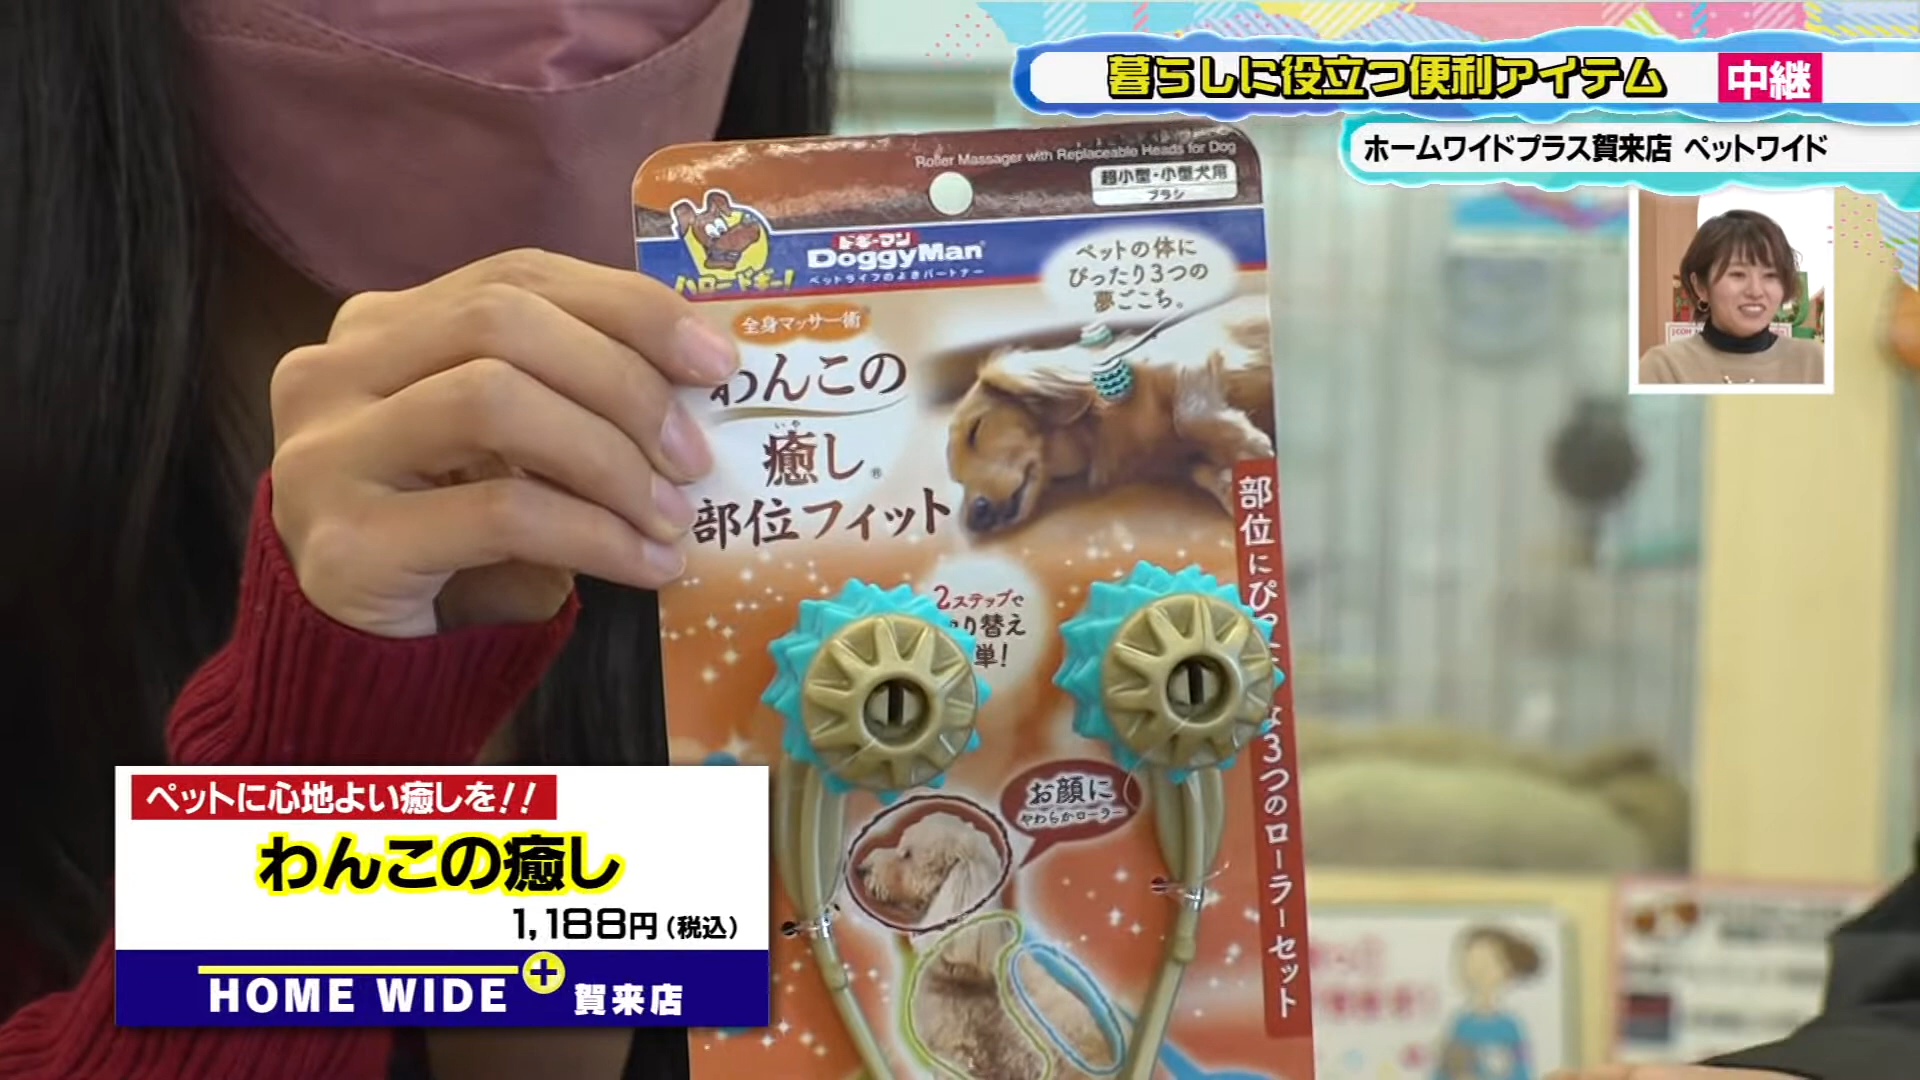 暮らしに役立つ便利アイテム 中継
ホームワイドプラス賀来店 ペットワイド
Roller Massager with Replaceable Heads for Dog
超小型・小型犬用
ブラシ
ドギーマン
DoggyMan
ペットライフのよきパートナー
ハロードギー!
ペットの体に
ぴったり3つの
夢ごこち。
全身マッサー術
わんこの
いや
癒し®
部位フィット
2ステップで
り替え
単!
部位にぴっ
な3つのローラーセット
お顔に
やわらかローラー
ペットに心地よい癒しを!!
わんこの癒し
1,188円(税込)
HOME WIDE+ 賀来店